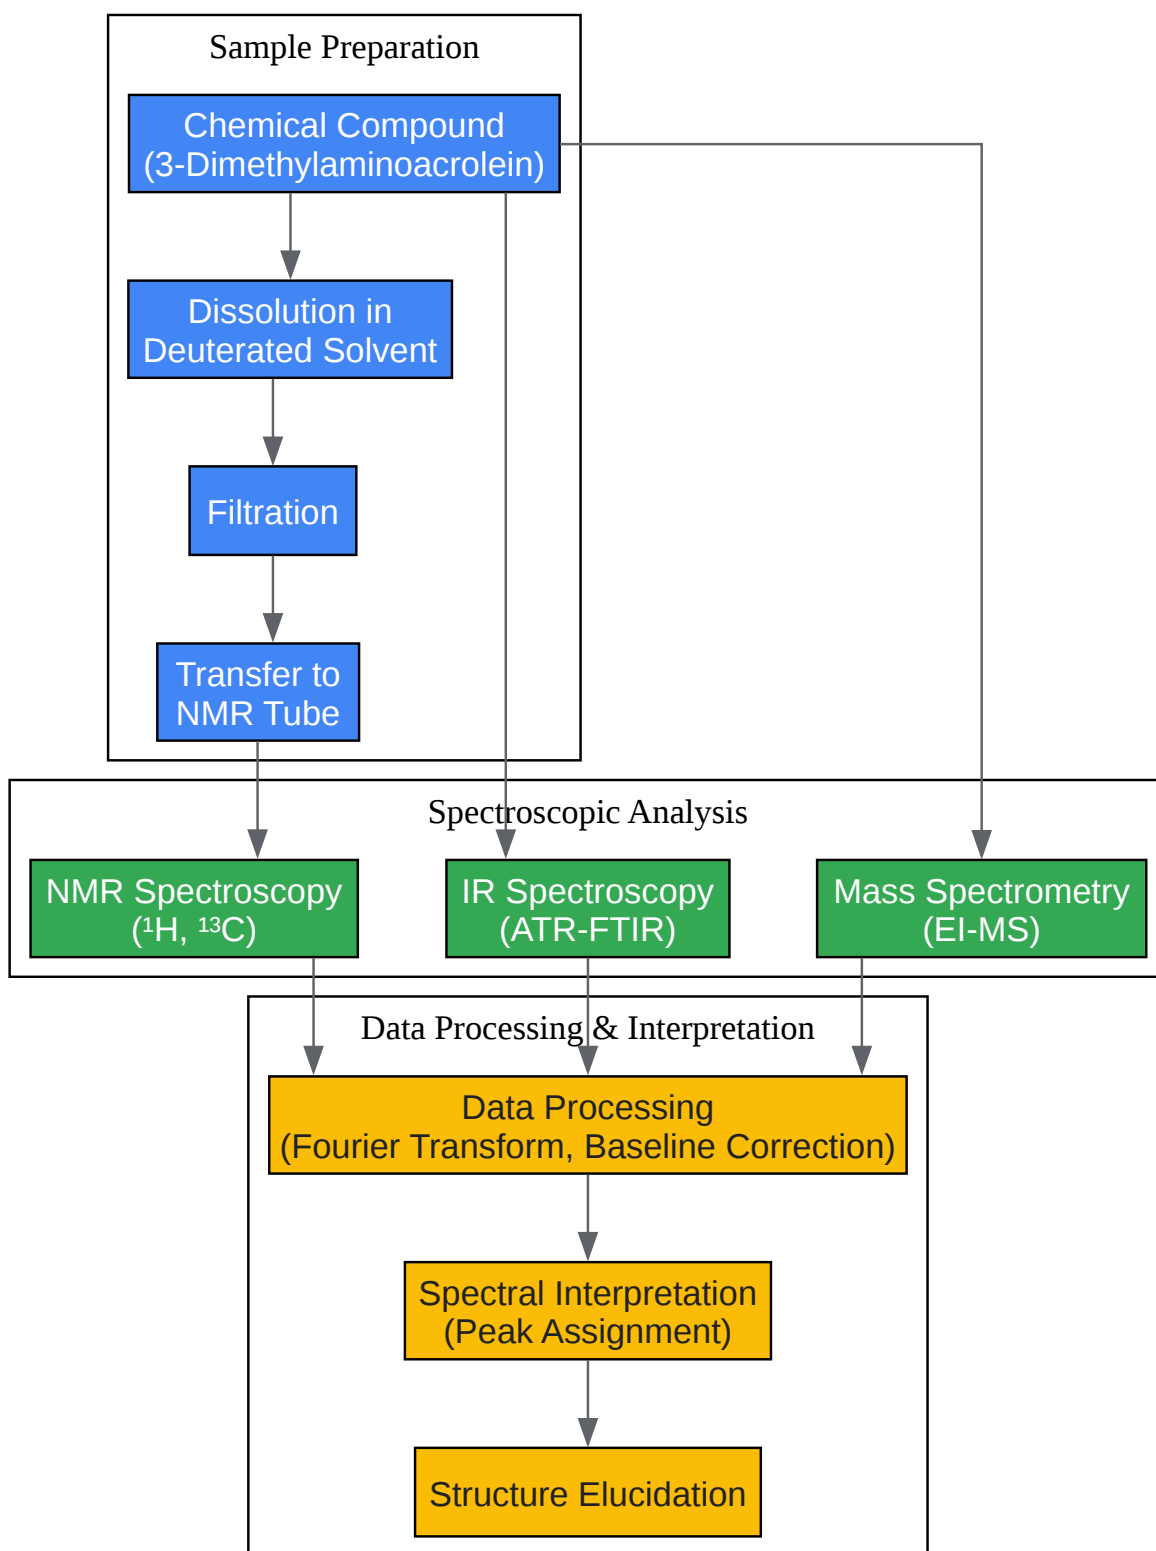 Sample Preparation
Chemical Compound
(3-Dimethylaminoacrolein)
Dissolution in
Deuterated Solvent
Filtration
Transfer to
NMR Tube
Spectroscopic Analysis
NMR Spectroscopy
(¹H, ¹³C)
IR Spectroscopy
(ATR-FTIR)
Mass Spectrometry
(EI-MS)
Data Processing & Interpretation
Data Processing
(Fourier Transform, Baseline Correction)
Spectral Interpretation
(Peak Assignment)
Structure Elucidation